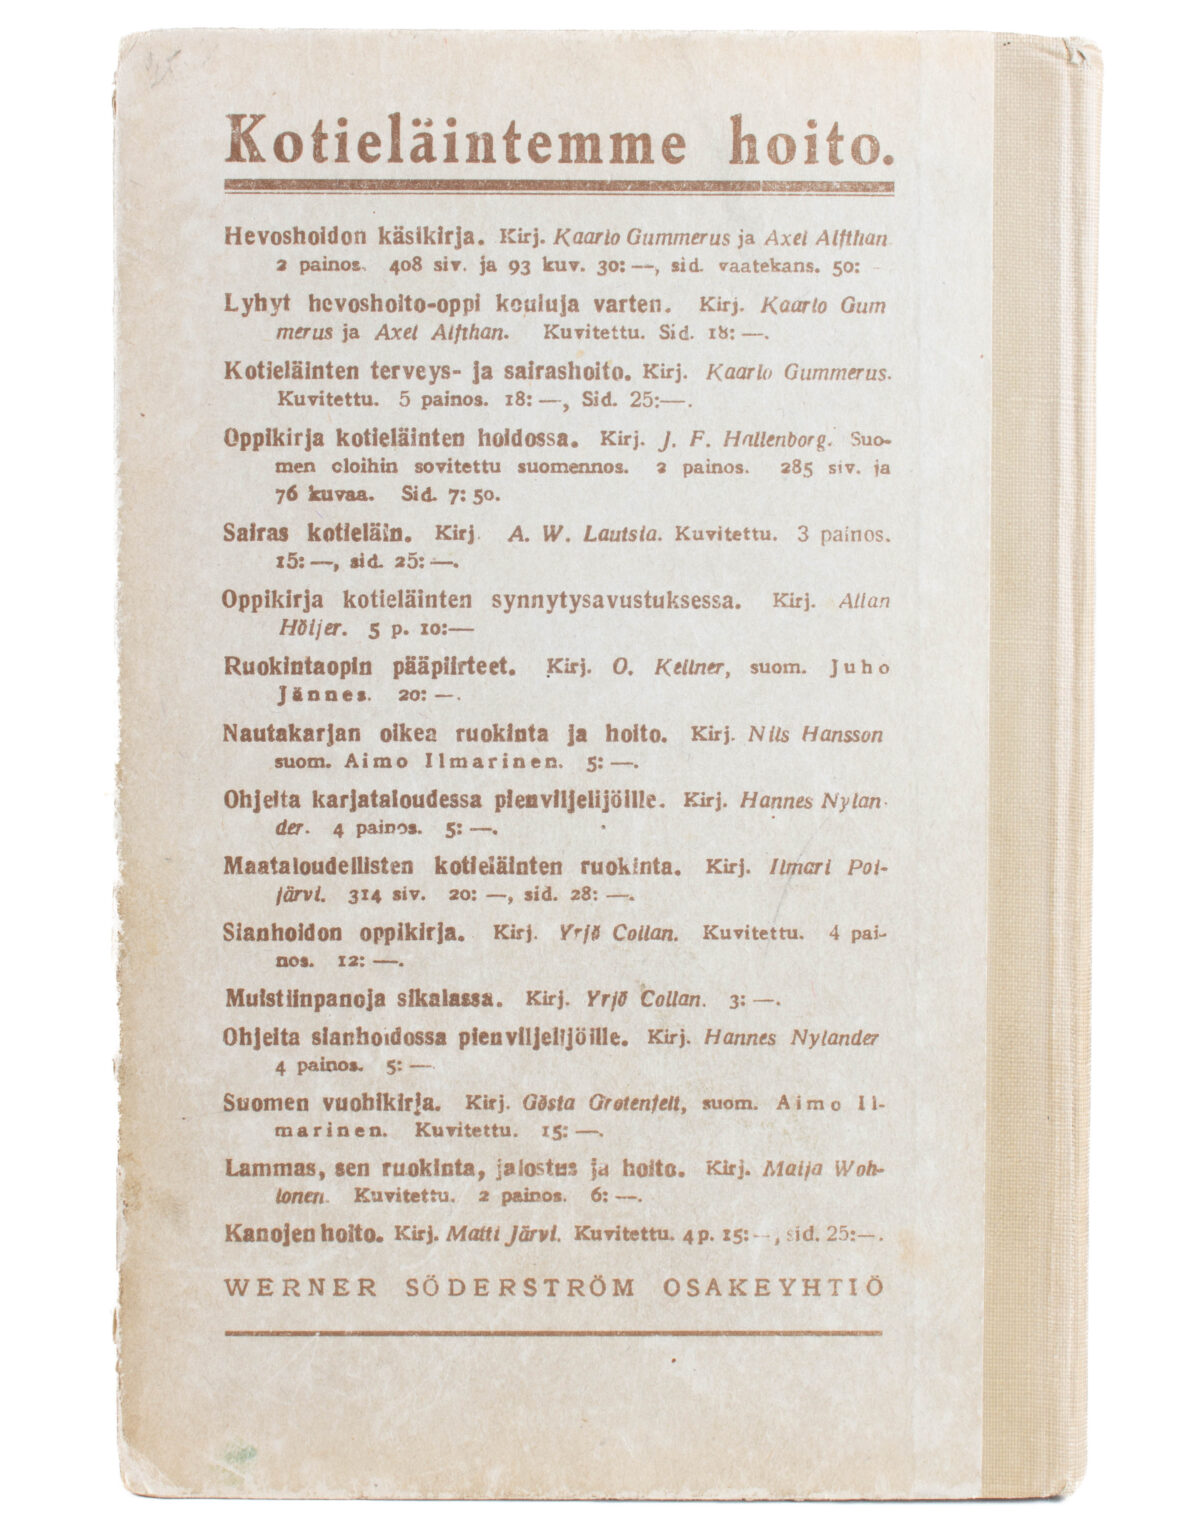 Kotieläintemme hoito.
Hevoshoidon käsikirja. Kirj. Kaarlo Gummerus ja Axel Alfthan
2 painos. 408 siv. ja 93 kuv. 30: —, sid. vaatekans. 50: –
Lyhyt hevoshoito-oppi kouluja varten. Kirj. Kaarlo Gum
merus ja Axel Alfthan. Kuvitettu. Sid. 18: —.
Kotieläinten terveys- ja sairashoito. Kirj. Kaarlo Gummerus.
Kuvitettu. 5 painos. 18: —, Sid. 25:—.
Oppikirja kotieläinten hoidossa. Kirj. J. F. Hallenborg. Suo-
men oloihin sovitettu suomennos. 2 painos. 285 siv. ja
76 kuvaa. Sid. 7: 50.
Sairas kotieläin. Kirj. A. W. Lautsia. Kuvitettu. 3 painos.
15: —, sid. 25: —.
Oppikirja kotieläinten synnytysavustuksessa. Kirj. Allan
Höijer. 5 p. 10:—
Ruokintaopin pääpiirteet. Kirj. O. Kellner, suom. Juho
Jännes. 20: —.
Nautakarjan oikea ruokinta ja hoito. Kirj. Nils Hansson
suom. Aimo Ilmarinen. 5: —.
Ohjeita karjataloudessa pienviljelijöille. Kirj. Hannes Nylan-
der. 4 painos. 5: —.
Maataloudellisten kotieläinten ruokinta. Kirj. Ilmari Poi-
järvi. 314 siv. 20: —, sid. 28: —.
Sianhoidon oppikirja. Kirj. Yrjö Collan. Kuvitettu. 4 pai-
nos. 12: —.
Muistiinpanoja sikalassa. Kirj. Yrjö Collan. 3: —.
Ohjeita sianhoidossa pienviljelijöille. Kirj. Hannes Nylander
4 painos. 5: —
Suomen vuohikirja. Kirj. Gösta Grotenfelt, suom. Aimo Il-
marinen. Kuvitettu. 15: —.
Lammas, sen ruokinta, jalostus ja hoito. Kirj. Maija Woh-
lonen. Kuvitettu. 2 painos. 6: —.
Kanojen hoito. Kirj. Matti Järvi. Kuvitettu. 4 p. 15: —, sid. 25:—.
WERNER SÖDERSTRÖM OSAKEYHTIÖ